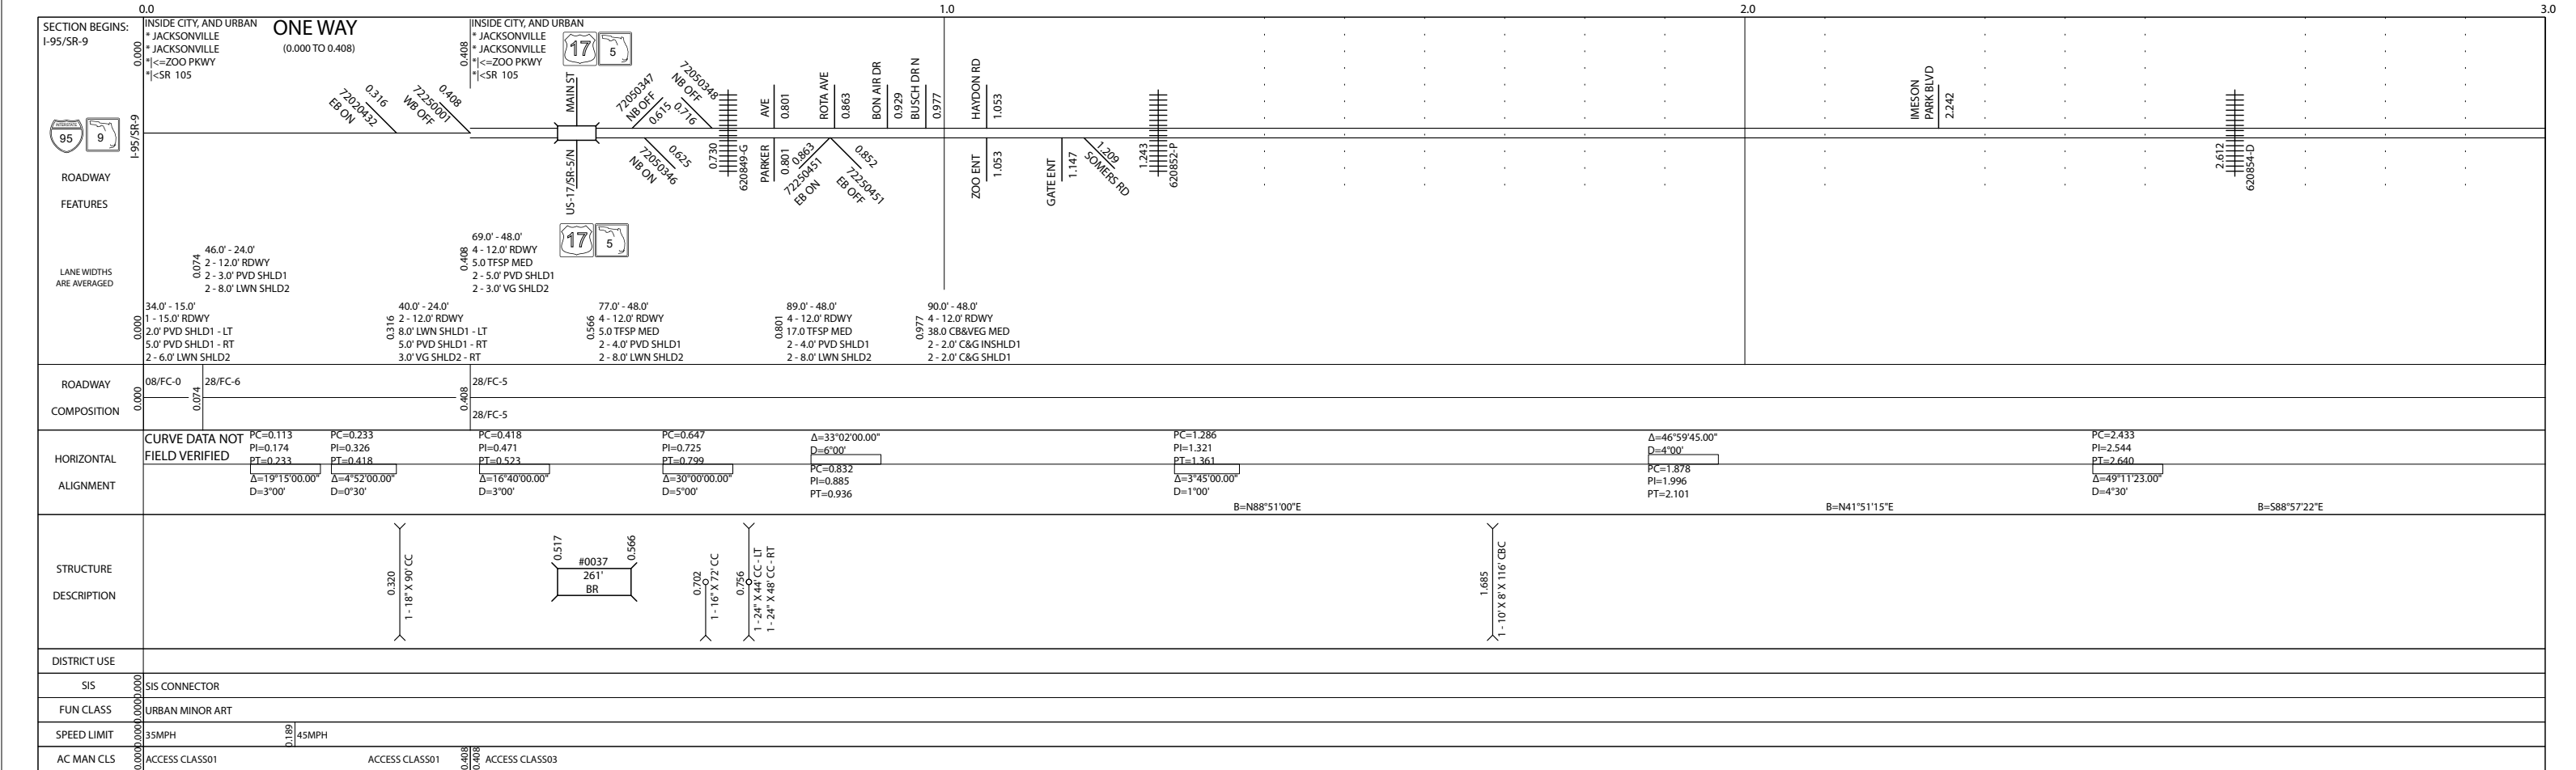 0.0
1.0
2.0
3.0
SECTION BEGINS:
I-95/SR-9
0.000
INSIDE CITY, AND URBAN
* JACKSONVILLE
* JACKSONVILLE
*|<=ZOO PKWY
*|<SR 105
ONE WAY
(0.000 TO 0.408)
0.408
INSIDE CITY, AND URBAN
* JACKSONVILLE
* JACKSONVILLE
*|<=ZOO PKWY
*|<SR 105
17
5
INTERSTATE
95
9
I-95/SR-9
0.316
72020432
EB ON
0.408
72250001
WB OFF
MAIN ST
US-17/SR-5/N
72050347
NB OFF
0.615
72050348
NB OFF
0.716
0.625
72050346
NB ON
0.730
620849-G
AVE
0.801
PARKER
0.801
ROTA AVE
0.863
0.863
72250451
EB ON
0.852
72250451
EB OFF
BON AIR DR
0.929
BUSCH DR N
0.977
HAYDON RD
1.053
ZOO ENT
1.053
GATE ENT
1.147
1.209
SOMERS RD
1.243
620852-P
IMESON
PARK BLVD
2.242
2.612
620854-D
ROADWAY
FEATURES
17
5
LANE WIDTHS
ARE AVERAGED
0.074
46.0' - 24.0'
2 - 12.0' RDWY
2 - 3.0' PVD SHLD1
2 - 8.0' LWN SHLD2
0.408
69.0' - 48.0'
4 - 12.0' RDWY
5.0 TFSP MED
2 - 5.0' PVD SHLD1
2 - 3.0' VG SHLD2
0.000
34.0' - 15.0'
1 - 15.0' RDWY
2.0' PVD SHLD1 - LT
5.0' PVD SHLD1 - RT
2 - 6.0' LWN SHLD2
0.316
40.0' - 24.0'
2 - 12.0' RDWY
8.0' LWN SHLD1 - LT
5.0' PVD SHLD1 - RT
3.0' VG SHLD2 - RT
0.566
77.0' - 48.0'
4 - 12.0' RDWY
5.0 TFSP MED
2 - 4.0' PVD SHLD1
2 - 8.0' LWN SHLD2
0.801
89.0' - 48.0'
4 - 12.0' RDWY
17.0 TFSP MED
2 - 4.0' PVD SHLD1
2 - 8.0' LWN SHLD2
0.977
90.0' - 48.0'
4 - 12.0' RDWY
38.0 CB&VEG MED
2 - 2.0' C&G INSHLD1
2 - 2.0' C&G SHLD1
ROADWAY
COMPOSITION
0.000
08/FC-0
0.074
28/FC-6
0.408
28/FC-5
28/FC-5
HORIZONTAL
ALIGNMENT
CURVE DATA NOT
FIELD VERIFIED
PC=0.113
PI=0.174
PT=0.233
Δ=19°15'00.00"
D=3°00'
PC=0.233
PI=0.326
PT=0.418
Δ=4°52'00.00"
D=0°30'
PC=0.418
PI=0.471
PT=0.523
Δ=16°40'00.00"
D=3°00'
PC=0.647
PI=0.725
PT=0.799
Δ=30°00'00.00"
D=5°00'
Δ=33°02'00.00"
D=6°00'
PC=0.832
PI=0.885
PT=0.936
PC=1.286
PI=1.321
PT=1.361
Δ=3°45'00.00"
D=1°00'
B=N88°51'00"E
Δ=46°59'45.00"
D=4°00'
PC=1.878
PI=1.996
PT=2.101
B=N41°51'15"E
PC=2.433
PI=2.544
PT=2.640
Δ=49°11'23.00"
D=4°30'
B=S88°57'22"E
STRUCTURE
DESCRIPTION
0.320
1 - 18" X 90' CC
0.517
0.566
#0037
261'
BR
0.702
1 - 16" X 72' CC
0.756
1 - 24" X 44' CC - LT
1 - 24" X 48' CC - RT
1.685
1 - 10' X 8' X 116' CBC
DISTRICT USE
SIS
0.000
SIS CONNECTOR
FUN CLASS
0.000
URBAN MINOR ART
SPEED LIMIT
0.000
35MPH
0.189
45MPH
AC MAN CLS
0.000
ACCESS CLASS01
ACCESS CLASS01
0.408
0.408
ACCESS CLASS03